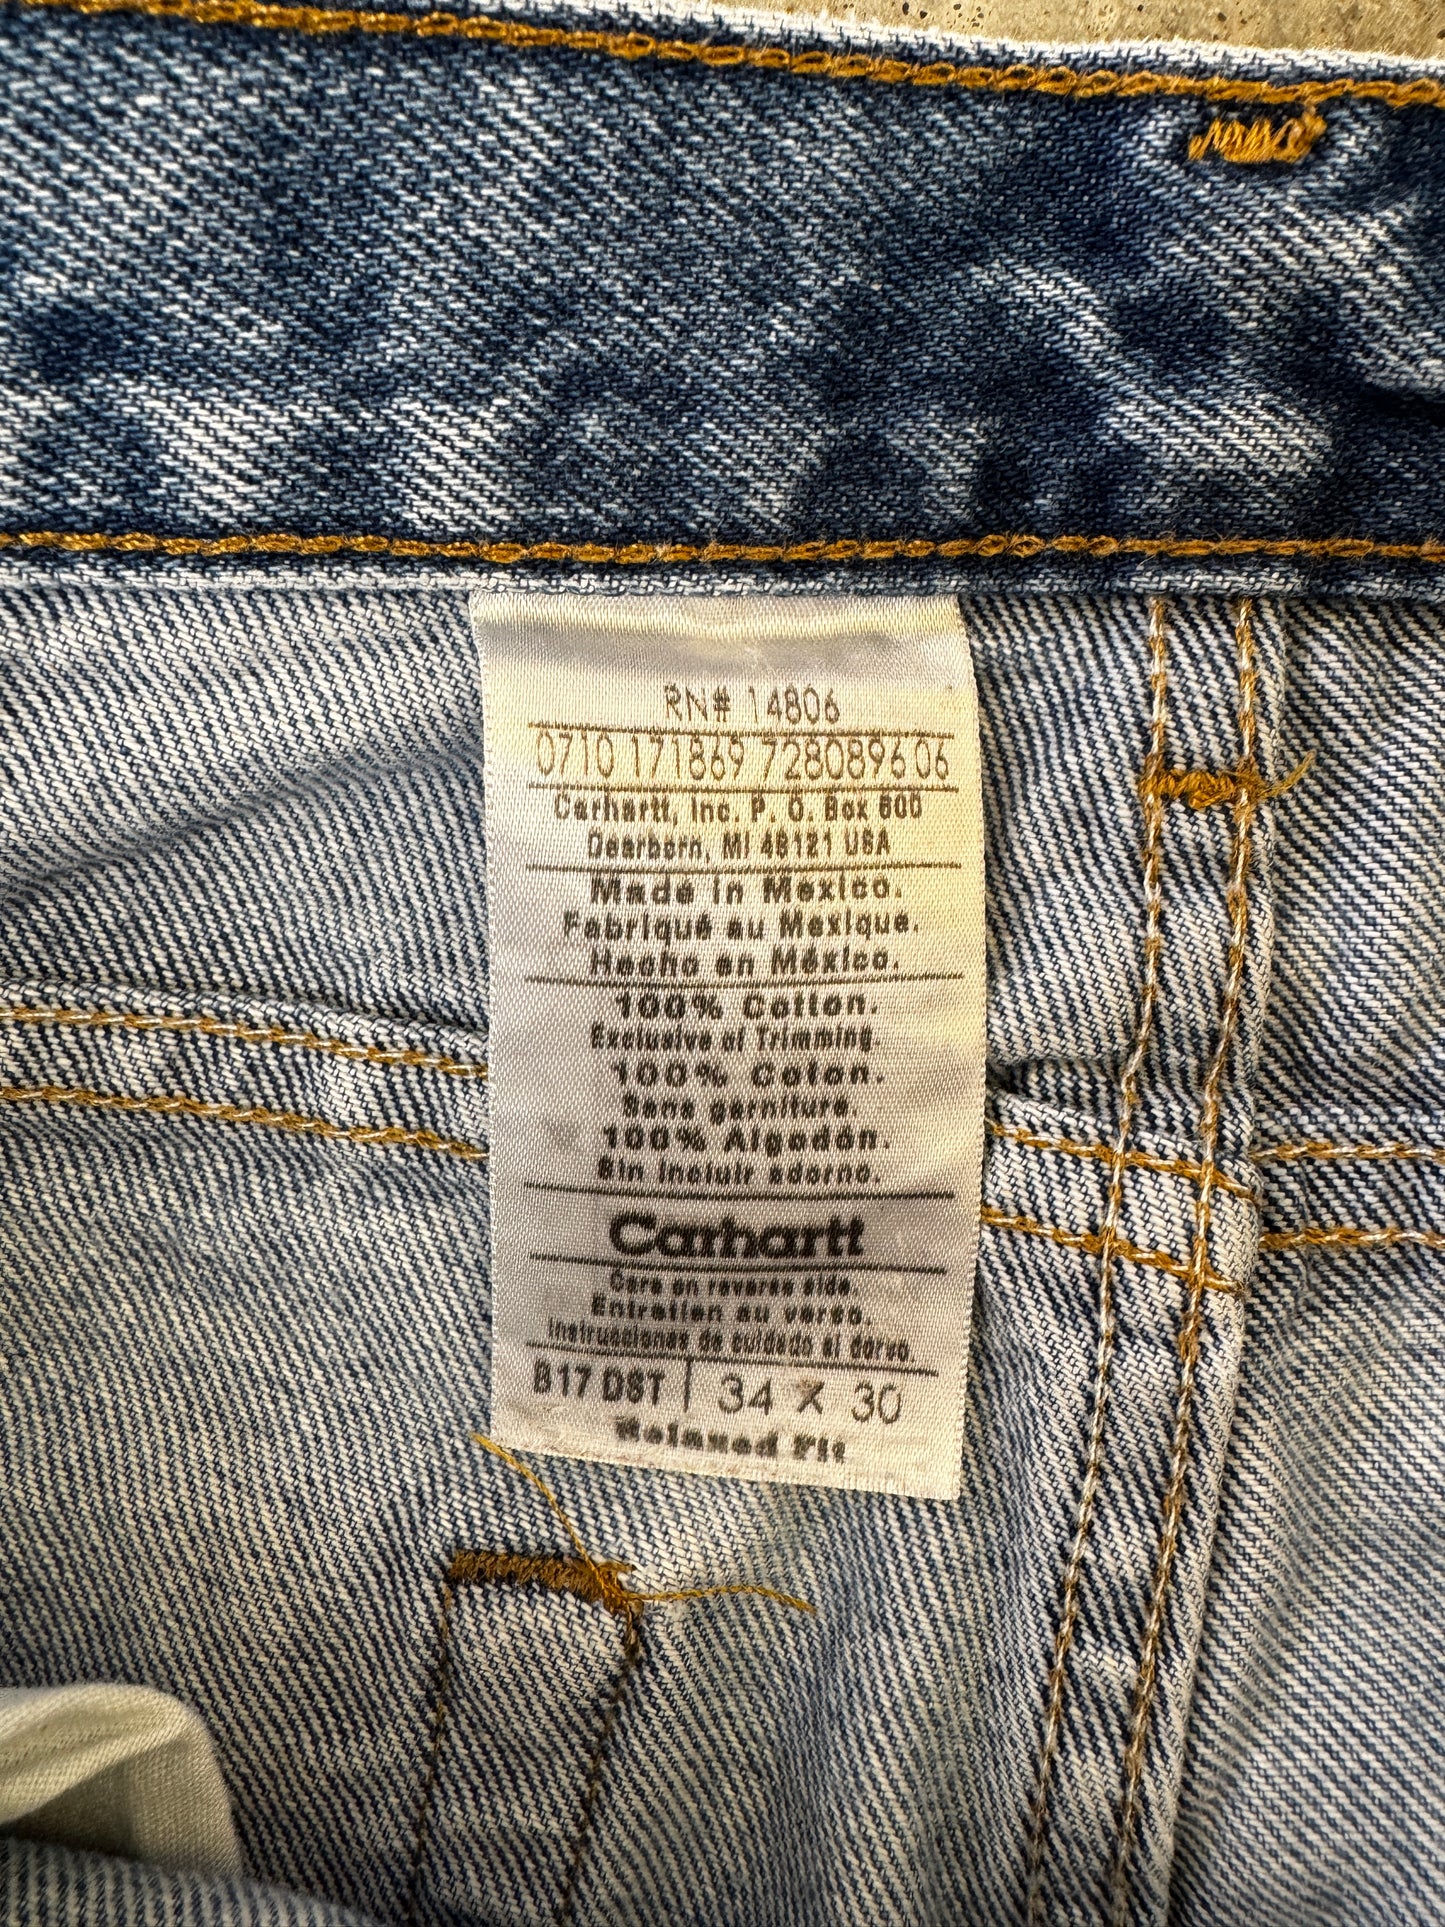 RN# 14806
0710 171869 7280896 06
Carhartt, Inc. P. O. Box 600
Dearborn, MI 48121 USA
Made in Mexico.
Fabriqué au Mexique.
Hecho en México.
100% Cotton.
Exclusive of Trimming.
100% Coton.
Sans garniture.
100% Algodón.
Sin incluir adorno.
Carhartt
Care on reverse side.
Entretien au verso.
Instrucciones de cuidado al dorso.
B17 DST | 34 X 30
Relaxed Fit